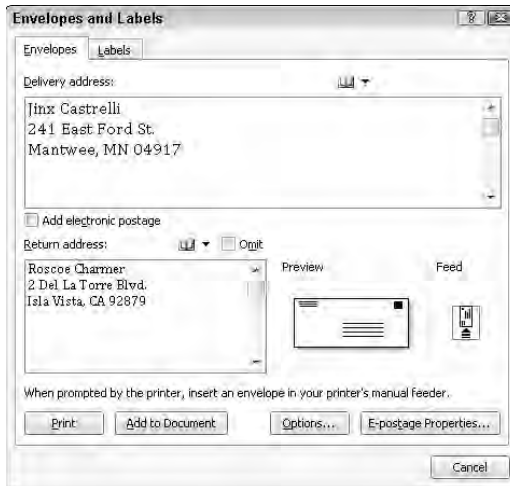 Envelopes and Labels
Envelopes Labels
Delivery address:
Jinx Castrelli
241 East Ford St.
Mantwee, MN 04917
Add electronic postage
Return address: Omit
Roscoe Charmer
2 Del La Torre Blvd.
Isla Vista, CA 92879
Preview Feed
When prompted by the printer, insert an envelope in your printer's manual feeder.
Print Add to Document Options... E-postage Properties...
Cancel